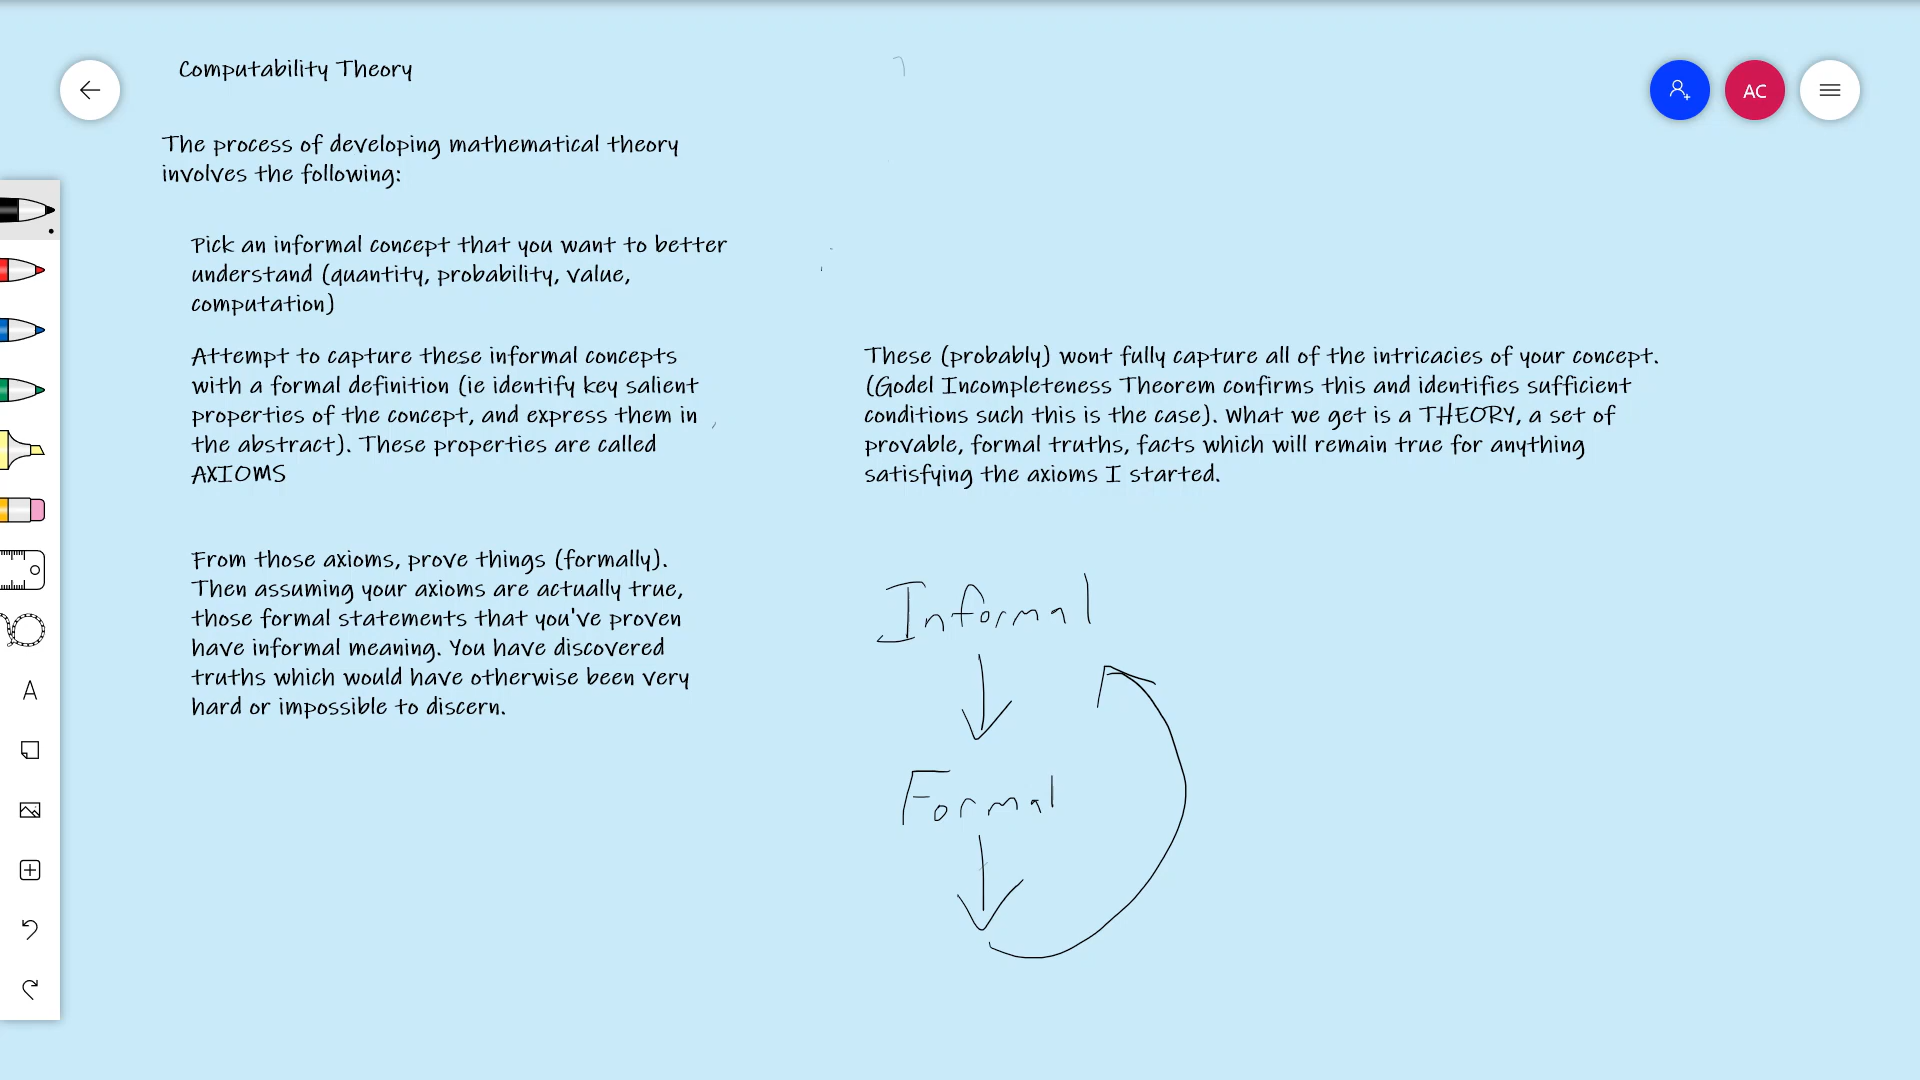 Computability Theory
AC
The process of developing mathematical theory
involves the following:
Pick an informal concept that you want to better
understand (quantity, probability, value,
computation)
Attempt to capture these informal concepts
with a formal definition (ie identify key salient
properties of the concept, and express them in
the abstract). These properties are called
AXIOMS
These (probably) wont fully capture all of the intricacies of your concept.
(Godel Incompleteness Theorem confirms this and identifies sufficient
conditions such this is the case). What we get is a THEORY, a set of
provable, formal truths, facts which will remain true for anything
satisfying the axioms I started.
From those axioms, prove things (formally).
Then assuming your axioms are actually true,
those formal statements that you've proven
have informal meaning. You have discovered
truths which would have otherwise been very
hard or impossible to discern.
Informal
Formal
A